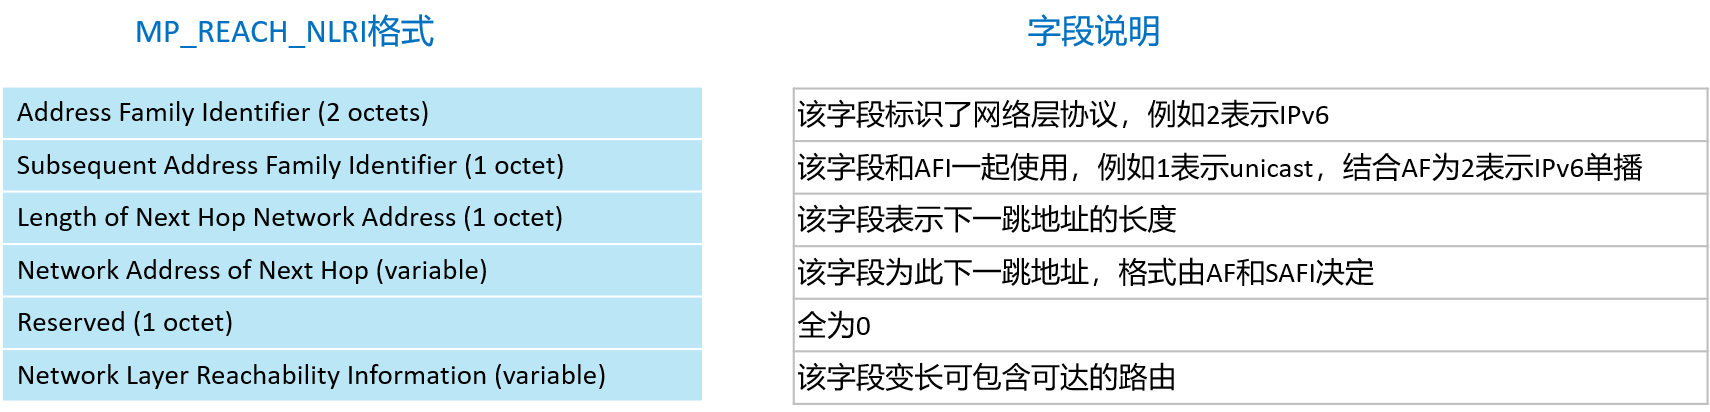 MP_REACH_NLRI格式
字段说明
Address Family Identifier (2 octets)
该字段标识了网络层协议，例如2表示IPv6
Subsequent Address Family Identifier (1 octet)
该字段和AFI一起使用，例如1表示unicast，结合AF为2表示IPv6单播
Length of Next Hop Network Address (1 octet)
该字段表示下一跳地址的长度
Network Address of Next Hop (variable)
该字段为此下一跳地址，格式由AF和SAFI决定
Reserved (1 octet)
全为0
Network Layer Reachability Information (variable)
该字段变长可包含可达的路由